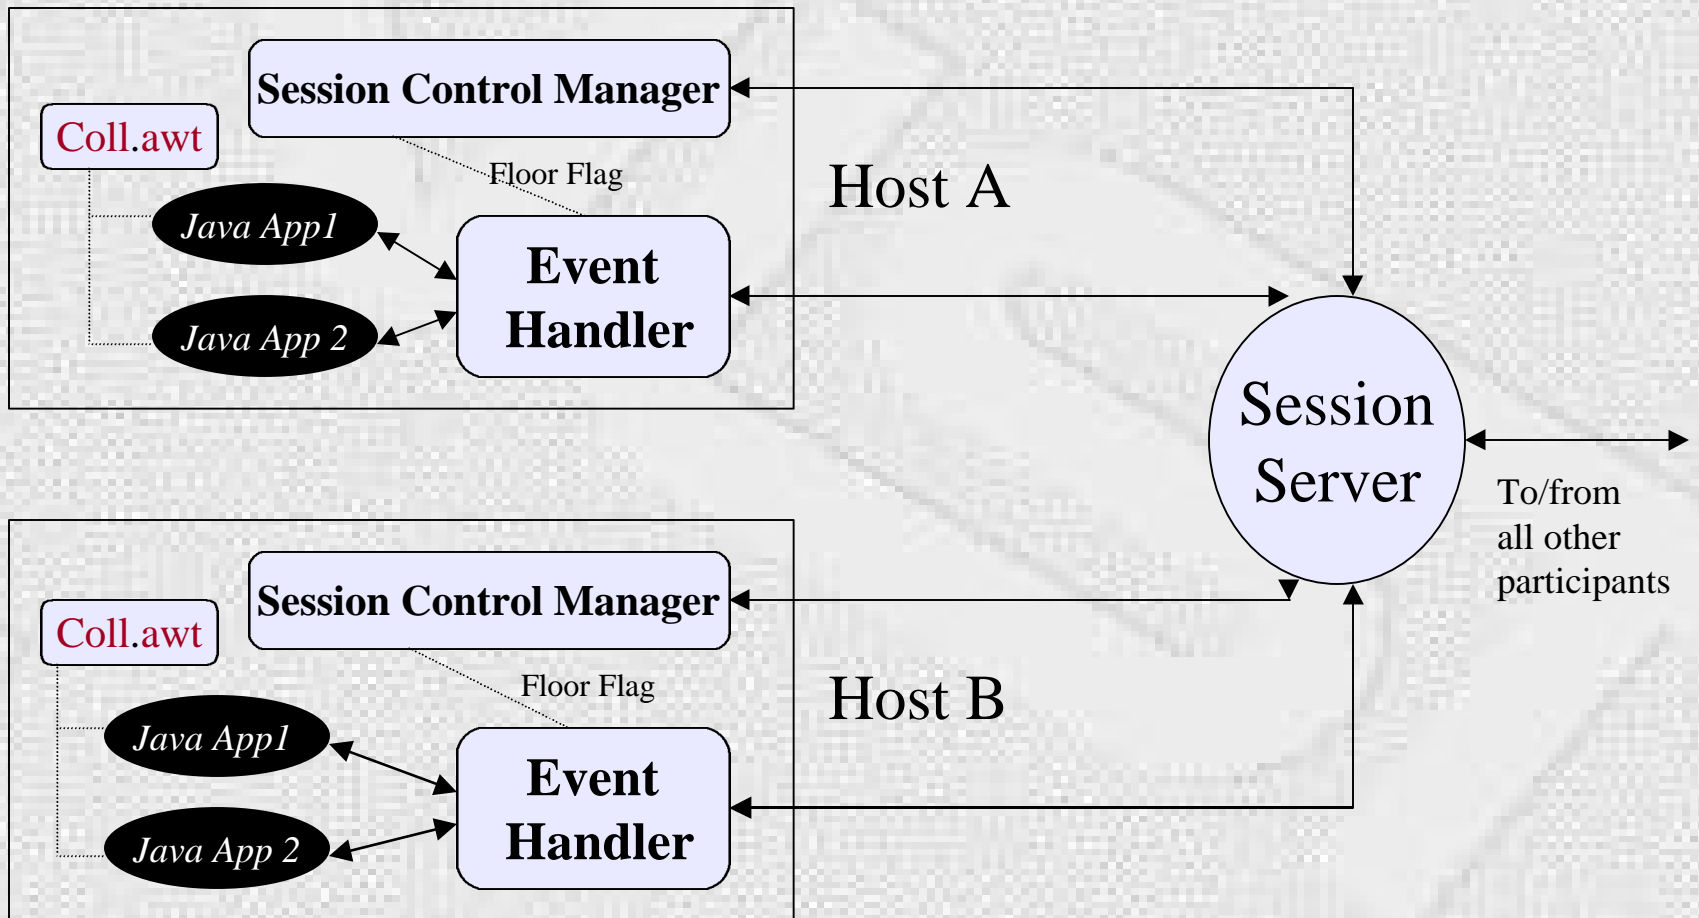 Session Control Manager
Coll.awt
Floor Flag
Host A
Java App1
Event
Handler
Java App 2
Session
Server
To/from
all other
participants
Session Control Manager
Coll.awt
Floor Flag
Host B
Java App1
Event
Handler
Java App 2